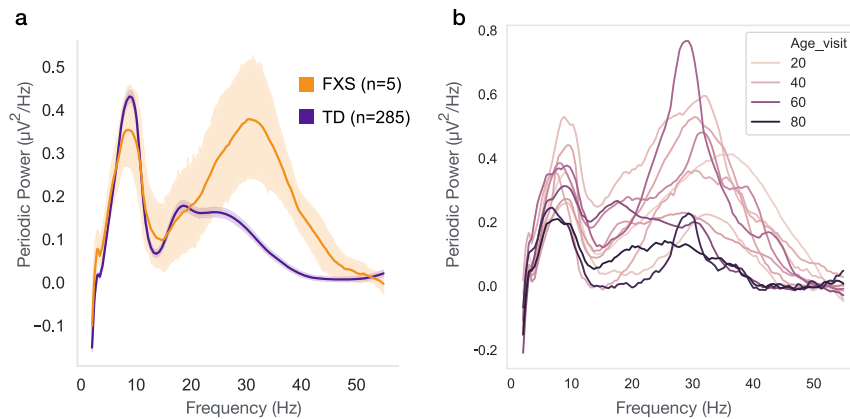 a
0.5
0.4
0.3
0.2
0.1
0.0
−0.1
Periodic Power (µV²/Hz)
FXS (n=5)
TD (n=285)
0 10 20 30 40 50
Frequency (Hz)
b
0.8
0.6
0.4
0.2
0.0
-0.2
Periodic Power (µV²/Hz)
Age_visit
20
40
60
80
0 10 20 30 40 50
Frequency (Hz)